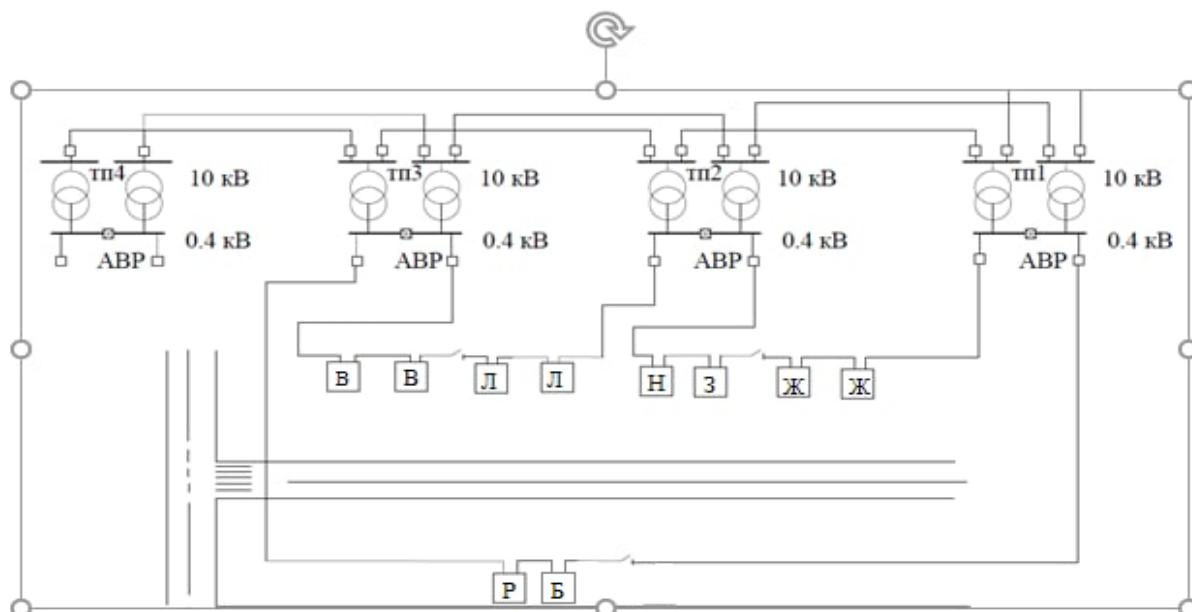 тп4
10 кВ
тп3
10 кВ
тп2
10 кВ
тп1
10 кВ
0.4 кВ
0.4 кВ
0.4 кВ
0.4 кВ
АВР
АВР
АВР
АВР
В
В
Л
Л
Н
З
Ж
Ж
Р
Б